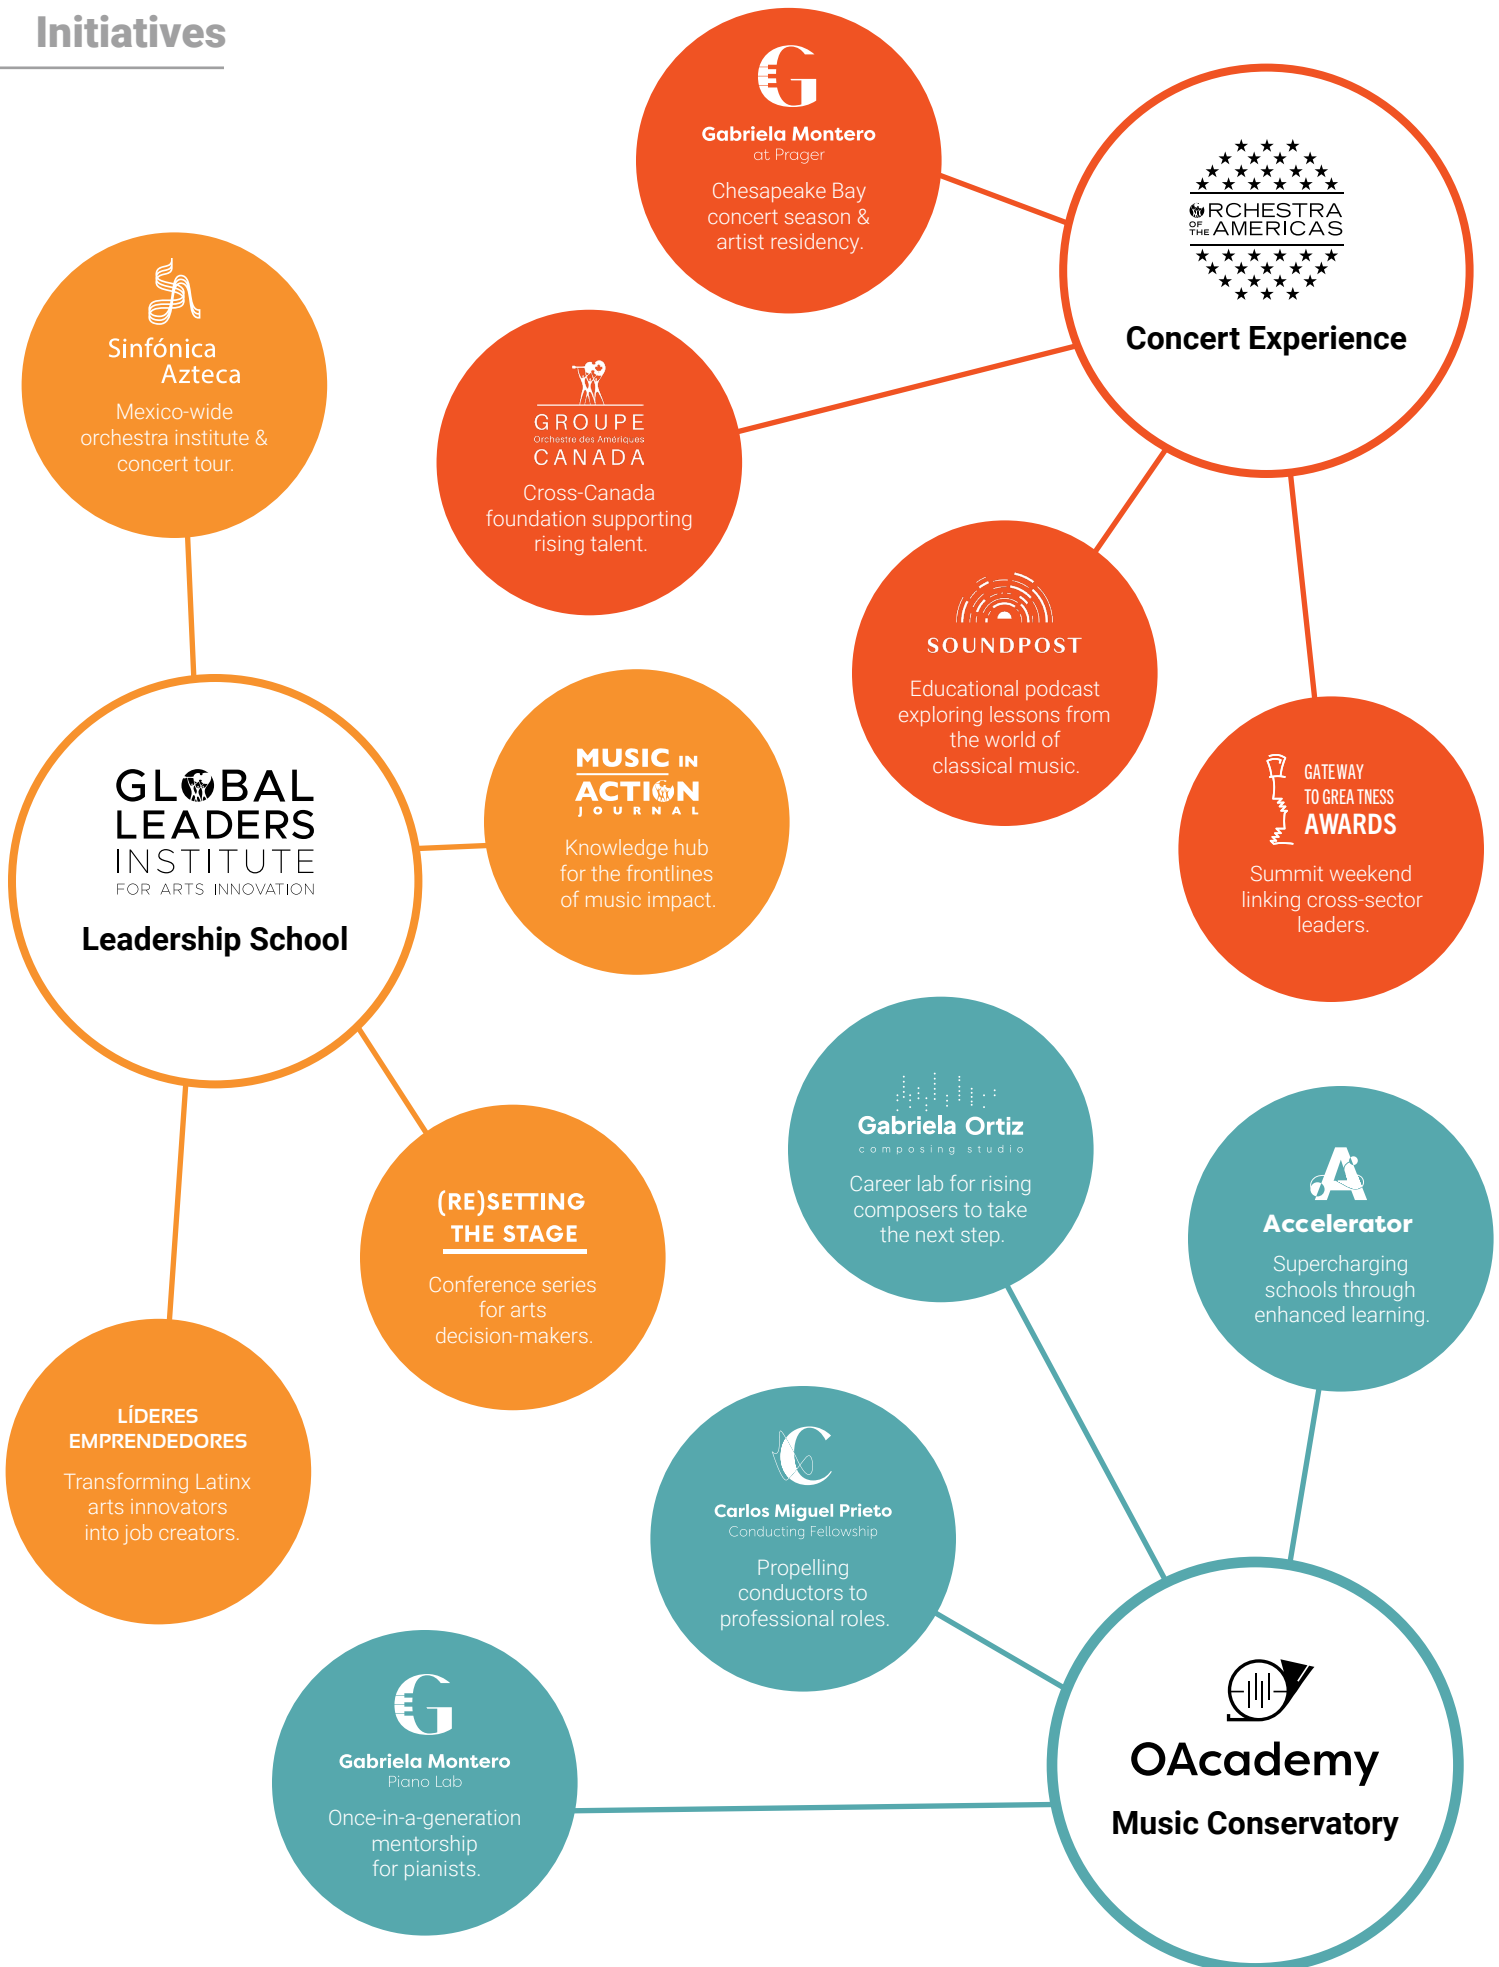 Initiatives
Gabriela Montero
at Prager
Chesapeake Bay
concert season &
artist residency.
ORCHESTRA
OF THE AMERICAS
Concert Experience
Sinfónica
Azteca
Mexico-wide
orchestra institute &
concert tour.
GROUPE
Orchestre des Amériques
CANADA
Cross-Canada
foundation supporting
rising talent.
SOUNDPOST
Educational podcast
exploring lessons from
the world of
classical music.
GATEWAY
TO GREATNESS
AWARDS
Summit weekend
linking cross-sector
leaders.
GLOBAL
LEADERS
INSTITUTE
FOR ARTS INNOVATION
Leadership School
MUSIC IN
ACTION
JOURNAL
Knowledge hub
for the frontlines
of music impact.
(RE)SETTING
THE STAGE
Conference series
for arts
decision-makers.
LÍDERES
EMPRENDEDORES
Transforming Latinx
arts innovators
into job creators.
Gabriela Ortiz
composing studio
Career lab for rising
composers to take
the next step.
Accelerator
Supercharging
schools through
enhanced learning.
Carlos Miguel Prieto
Conducting Fellowship
Propelling
conductors to
professional roles.
Gabriela Montero
Piano Lab
Once-in-a-generation
mentorship
for pianists.
OAcademy
Music Conservatory